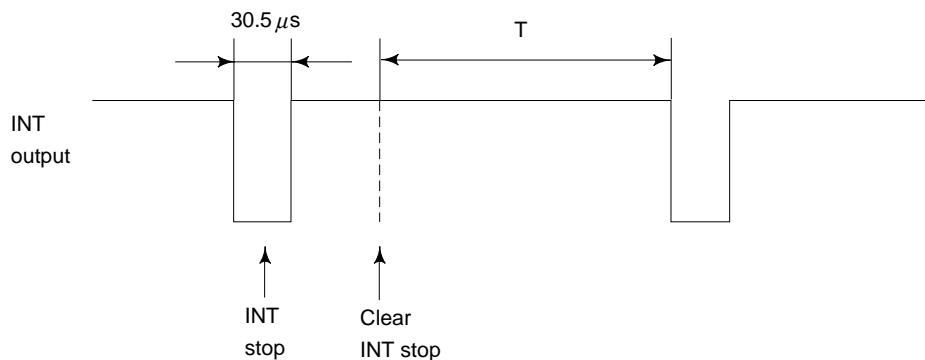 30.5 μs
T
INT
output
INT
stop
Clear
INT stop